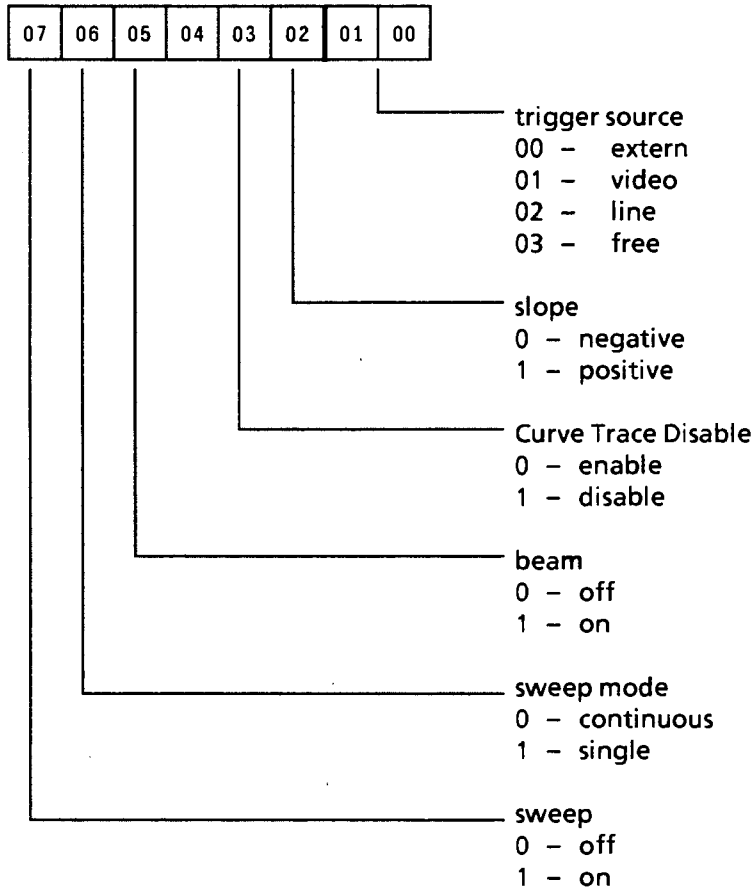 07 06 05 04 03 02 01 00
trigger source
00 – extern
01 – video
02 – line
03 – free
slope
0 – negative
1 – positive
Curve Trace Disable
0 – enable
1 – disable
beam
0 – off
1 – on
sweep mode
0 – continuous
1 – single
sweep
0 – off
1 – on